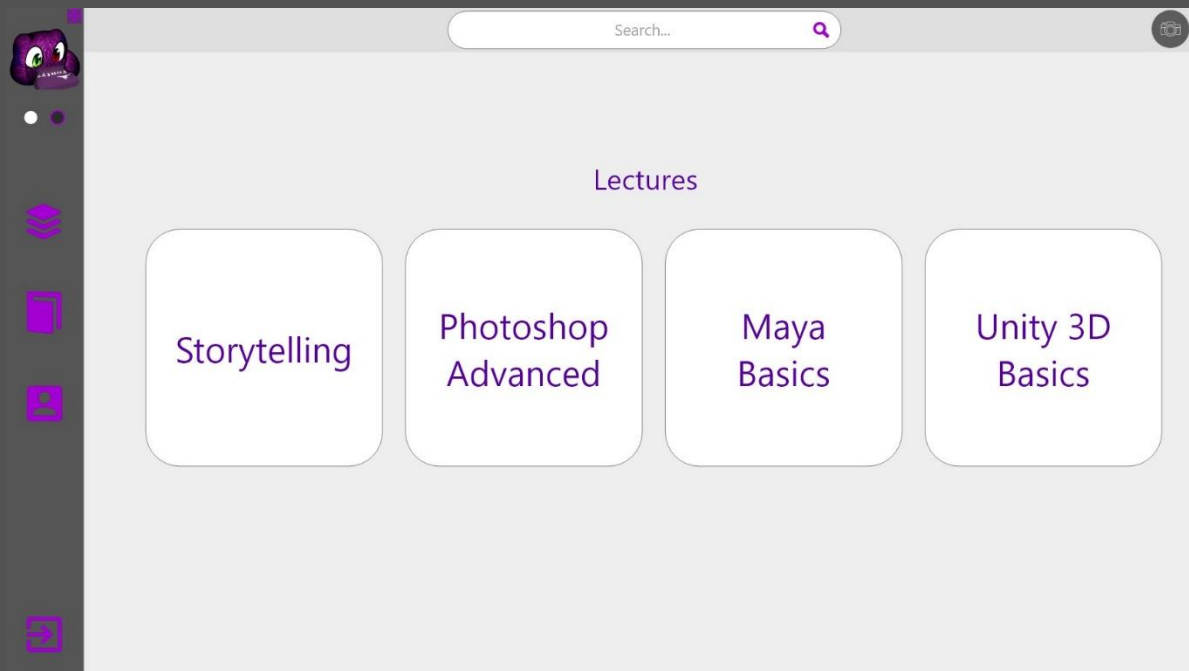 Search...
Lectures
Storytelling
Photoshop
Advanced
Maya
Basics
Unity 3D
Basics